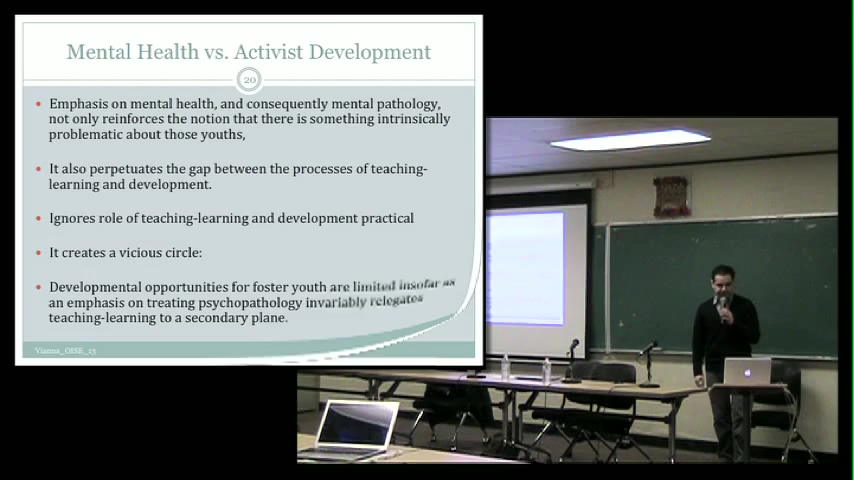 Mental Health vs. Activist Development
20
• Emphasis on mental health, and consequently mental pathology,
not only reinforces the notion that there is something intrinsically
problematic about those youths,
• It also perpetuates the gap between the processes of teaching-
learning and development.
• Ignores role of teaching-learning and development practical
• It creates a vicious circle:
• Developmental opportunities for foster youth are limited insofar as
an emphasis on treating psychopathology invariably relegates
teaching-learning to a secondary plane.
Vianna_OISE_13